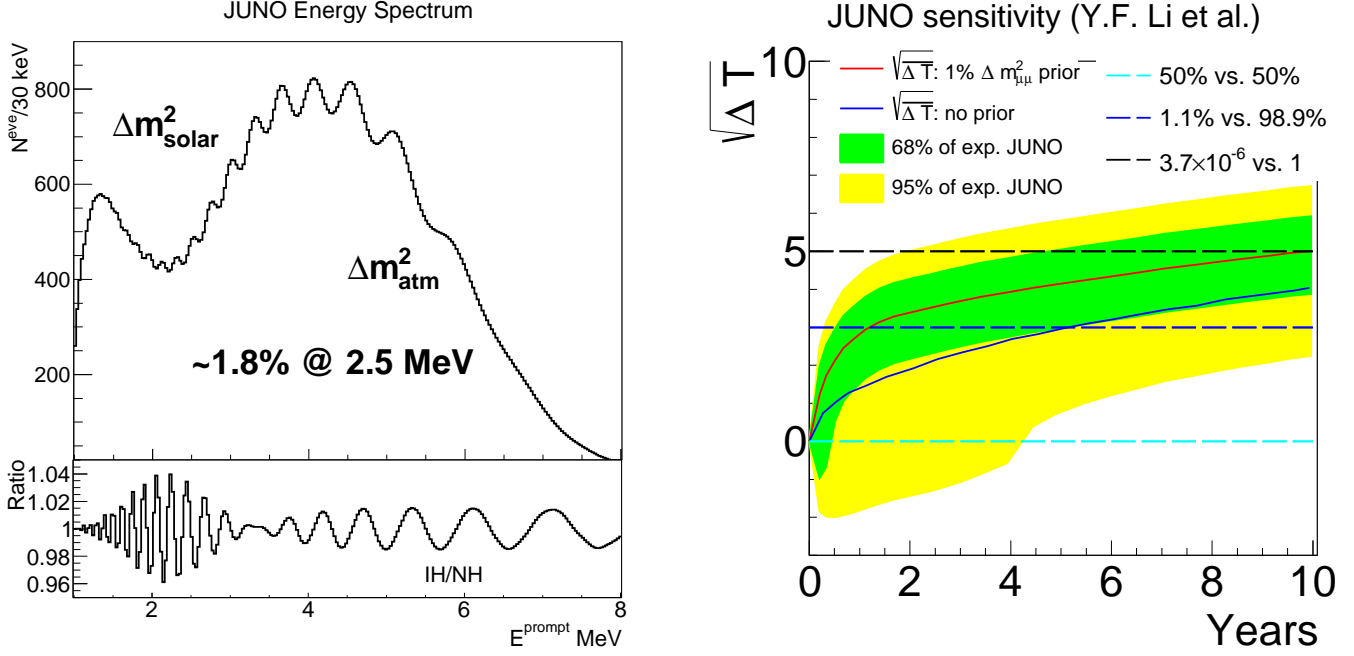 JUNO Energy Spectrum
N^eve/30 keV
800
600
400
200
Δm²solar
Δm²atm
~1.8% @ 2.5 MeV
Ratio
1.04
1.02
1
0.98
0.96
IH/NH
2 4 6 8
E^prompt MeV
JUNO sensitivity (Y.F. Li et al.)
√ΔT
10
5
0
√ΔT: 1% Δ m²μμ prior
√ΔT: no prior
68% of exp. JUNO
95% of exp. JUNO
50% vs. 50%
1.1% vs. 98.9%
3.7×10⁻⁶ vs. 1
0 2 4 6 8 10
Years